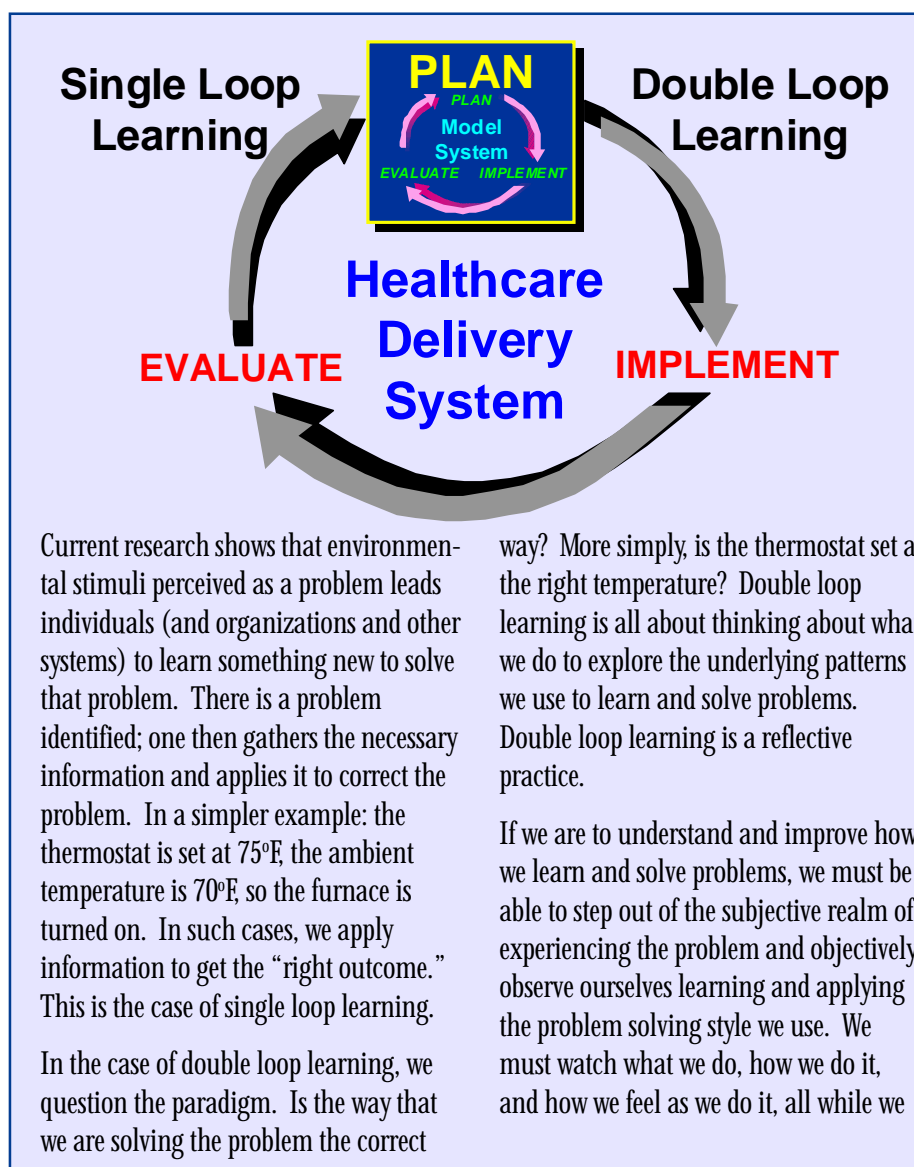 Single Loop
Learning
PLAN
PLAN
Model
System
EVALUATE IMPLEMENT
Double Loop
Learning
Healthcare
Delivery
System
EVALUATE
IMPLEMENT
Current research shows that environmen-
tal stimuli perceived as a problem leads
individuals (and organizations and other
systems) to learn something new to solve
that problem. There is a problem
identified; one then gathers the necessary
information and applies it to correct the
problem. In a simpler example: the
thermostat is set at 75ºF, the ambient
temperature is 70ºF, so the furnace is
turned on. In such cases, we apply
information to get the “right outcome.”
This is the case of single loop learning.
In the case of double loop learning, we
question the paradigm. Is the way that
we are solving the problem the correct
way? More simply, is the thermostat set a
the right temperature? Double loop
learning is all about thinking about wha
we do to explore the underlying patterns
we use to learn and solve problems.
Double loop learning is a reflective
practice.
If we are to understand and improve how
we learn and solve problems, we must be
able to step out of the subjective realm of
experiencing the problem and objectively
observe ourselves learning and applying
the problem solving style we use. We
must watch what we do, how we do it,
and how we feel as we do it, all while we